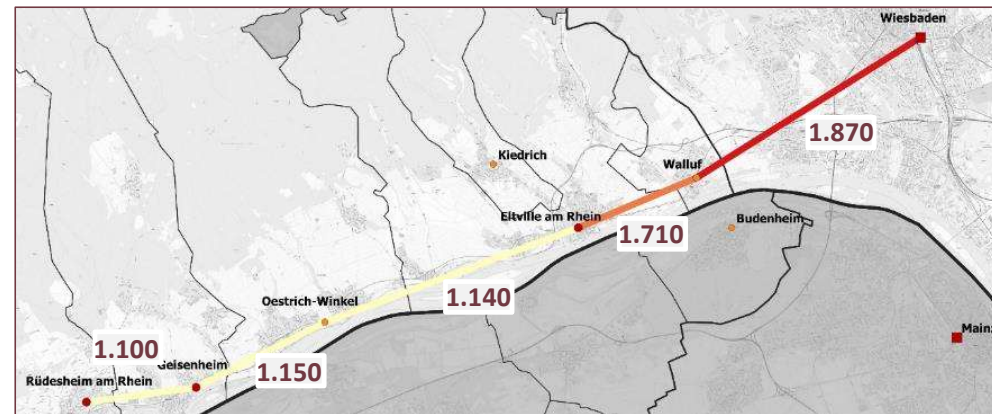 Wiesbaden
1.870
Kiedrich
Walluf
Eltville am Rhein
Budenheim
1.710
Oestrich-Winkel
1.140
Mainz
1.100
Geisenheim
1.150
Rüdesheim am Rhein